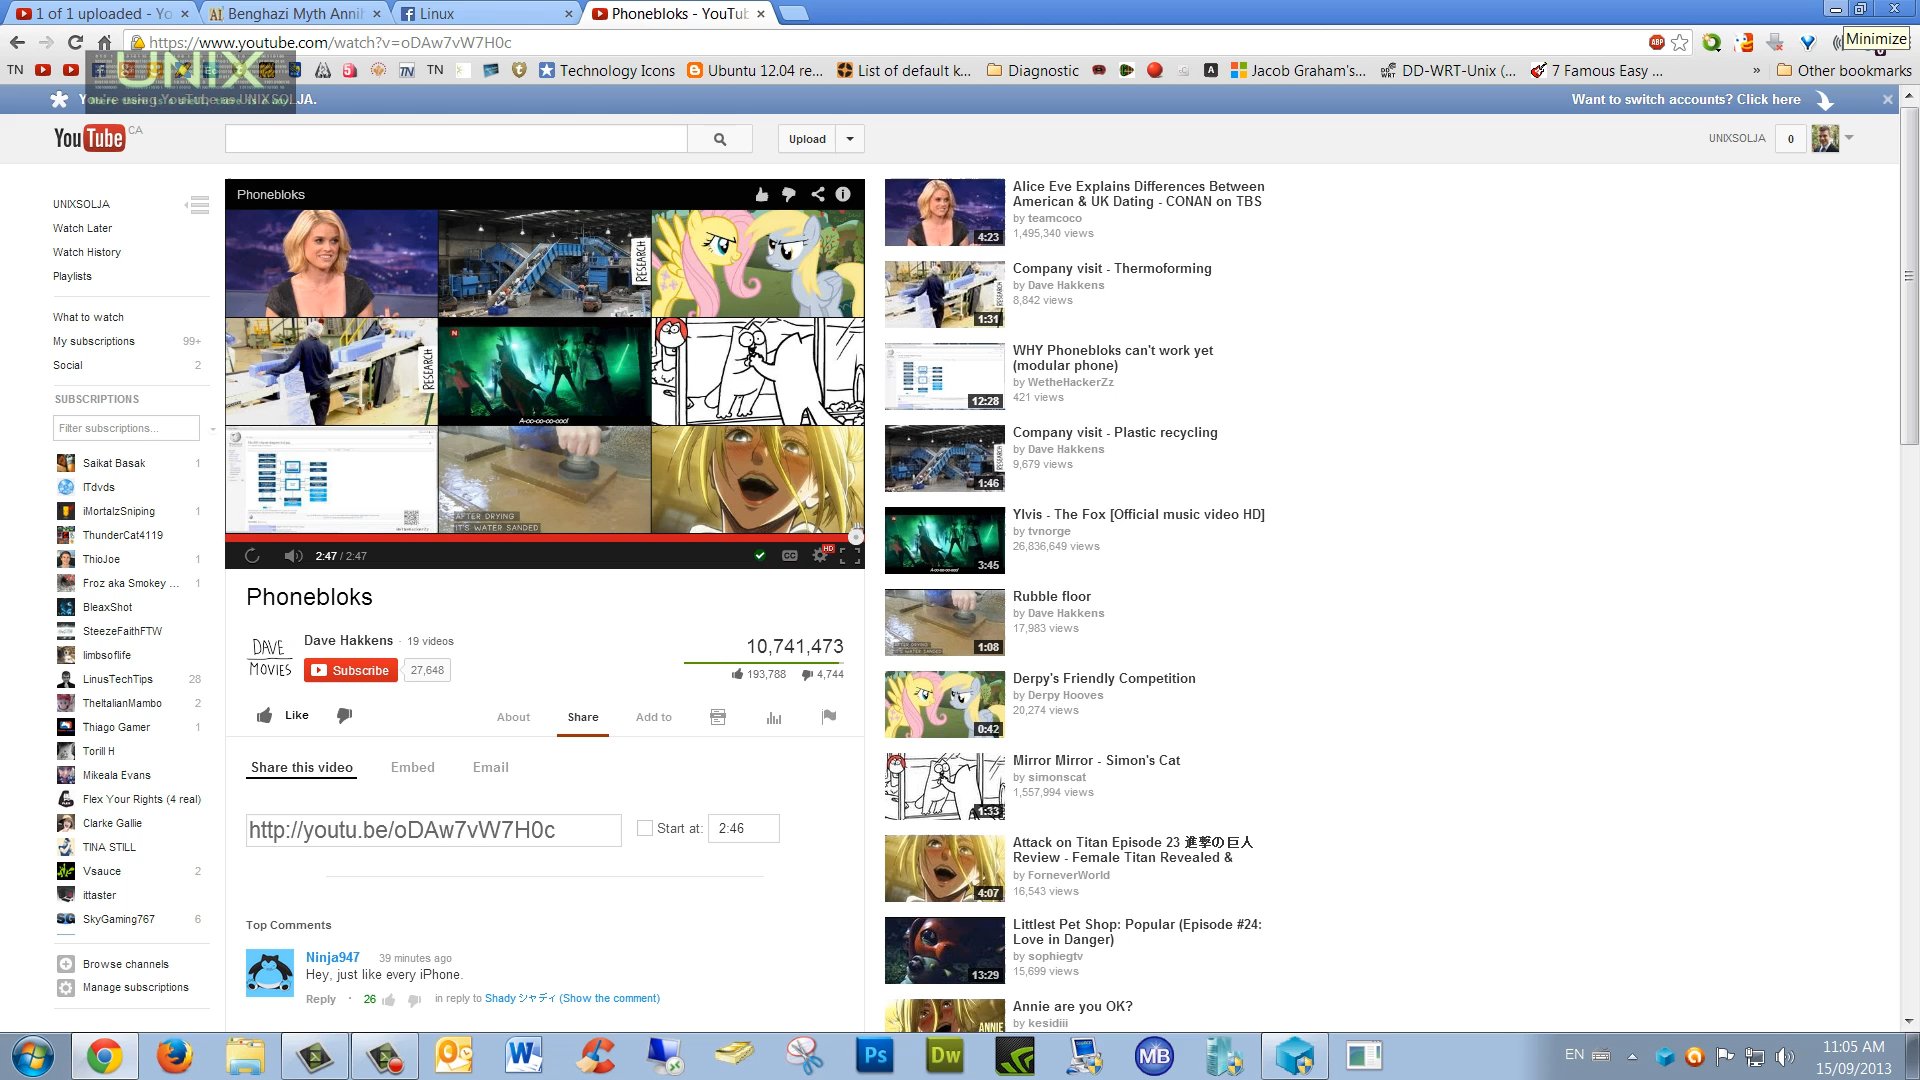 1 of 1 uploaded - Yo
Benghazi Myth Annih
Linux
Phonebloks - YouTub
https://www.youtube.com/watch?v=oDAw7vW7H0c
Minimize
TN
TN
Technology Icons
Ubuntu 12.04 re...
List of default k...
Diagnostic
Jacob Graham's...
DD-WRT-Unix (...
7 Famous Easy ...
»
Other bookmarks
UNIX
You're using YouTube as UNIXSOLJA.
Want to switch accounts? Click here
YouTube CA
Upload
UNIXSOLJA
0
UNIXSOLJA
Watch Later
Watch History
Playlists
What to watch
My subscriptions 99+
Social 2
SUBSCRIPTIONS
Filter subscriptions...
Saikat Basak 1
ITdvds
iMortalzSniping 1
ThunderCat4119
ThioJoe 1
Froz aka Smokey ... 1
BleaxShot
SteezeFaithFTW
limbsoflife
LinusTechTips 28
TheItalianMambo 2
Thiago Gamer 1
Torill H
Mikeala Evans
Flex Your Rights (4 real)
Clarke Gallie
TINA STILL
Vsauce 2
ittaster
SkyGaming767 6
Browse channels
Manage subscriptions
Phonebloks
RESEARCH
RESEARCH
A-oo-oo-oo-ooo!
AFTER DRYING
IT'S WATER SANDED
2:47 / 2:47
CC
HD
Phonebloks
DAVE
MOVIES
Dave Hakkens · 19 videos
Subscribe 27,648
10,741,473
193,788 4,744
Like
About
Share
Add to
Share this video
Embed
Email
http://youtu.be/oDAw7vW7H0c
Start at: 2:46
Top Comments
Ninja947 39 minutes ago
Hey, just like every iPhone.
Reply · 26 in reply to Shady シャディ (Show the comment)
Alice Eve Explains Differences Between
American & UK Dating - CONAN on TBS
by teamcoco
1,495,340 views
4:23
Company visit - Thermoforming
by Dave Hakkens
8,842 views
1:31
WHY Phonebloks can't work yet
(modular phone)
by WetheHackerZz
421 views
12:28
Company visit - Plastic recycling
by Dave Hakkens
9,679 views
1:46
Ylvis - The Fox [Official music video HD]
by tvnorge
26,836,649 views
3:45
Rubble floor
by Dave Hakkens
17,983 views
1:08
Derpy's Friendly Competition
by Derpy Hooves
20,274 views
0:42
Mirror Mirror - Simon's Cat
by simonscat
1,557,994 views
1:33
Attack on Titan Episode 23 進撃の巨人
Review - Female Titan Revealed &
by ForneverWorld
16,543 views
4:07
Littlest Pet Shop: Popular (Episode #24:
Love in Danger)
by sophiegtv
15,699 views
13:29
Annie are you OK?
by kesidiii
ANNIE
Ps
Dw
MB
EN
11:05 AM
15/09/2013